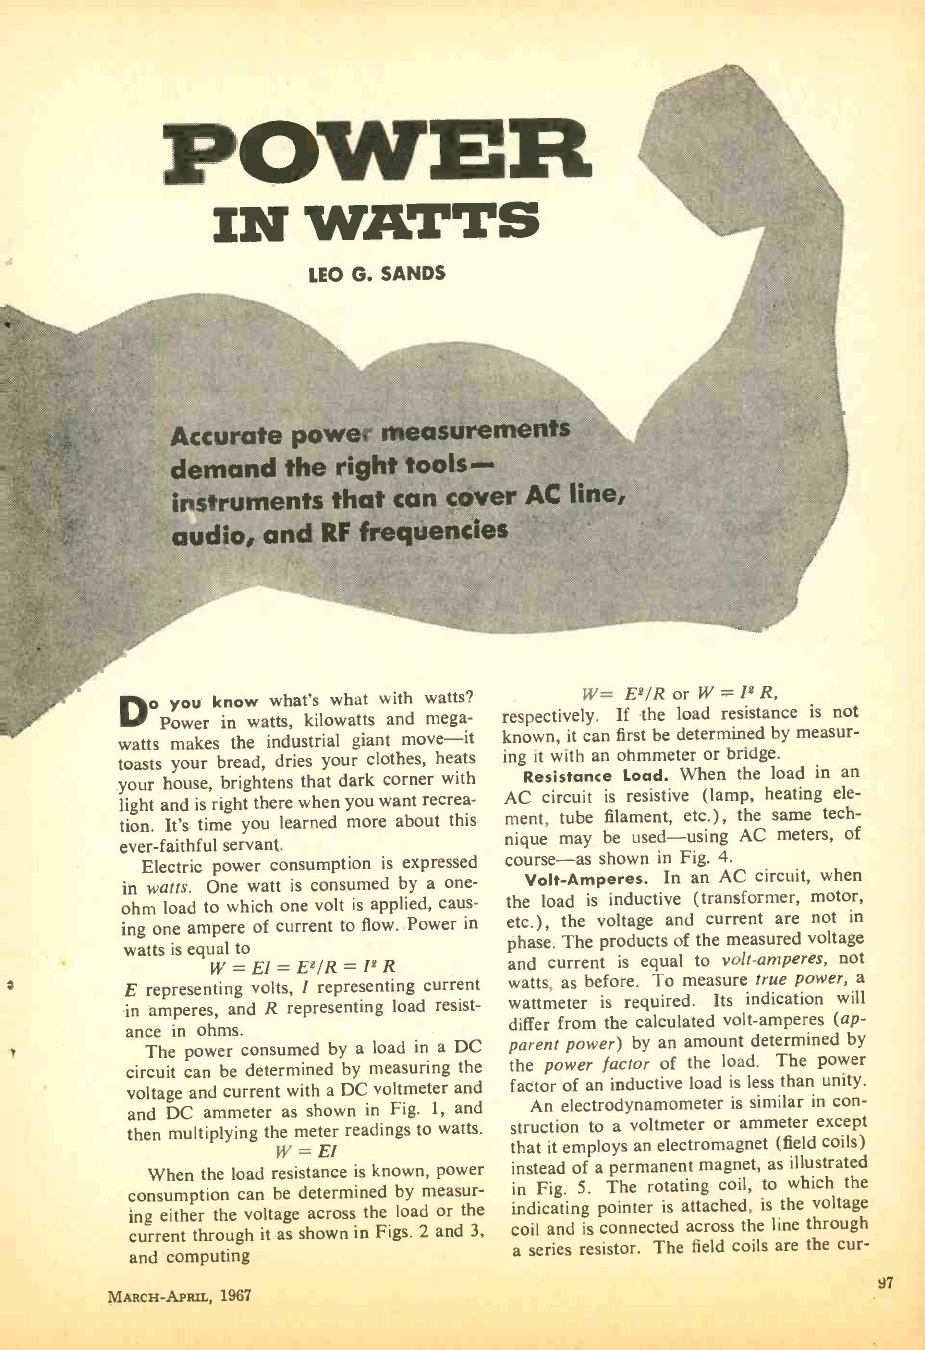 POWER
IN WATTS
LEO G. SANDS
Accurate power measurements
demand the right tools—
instruments that can cover AC line,
audio, and RF frequencies
Do you know what's what with watts?
Power in watts, kilowatts and mega-
watts makes the industrial giant move—it
toasts your bread, dries your clothes, heats
your house, brightens that dark corner with
light and is right there when you want recrea-
tion. It's time you learned more about this
ever-faithful servant.
Electric power consumption is expressed
in watts. One watt is consumed by a one-
ohm load to which one volt is applied, caus-
ing one ampere of current to flow. Power in
watts is equal to
W = EI = E²/R = I² R
E representing volts, I representing current
in amperes, and R representing load resist-
ance in ohms.
The power consumed by a load in a DC
circuit can be determined by measuring the
voltage and current with a DC voltmeter and
and DC ammeter as shown in Fig. 1, and
then multiplying the meter readings to watts.
W = EI
When the load resistance is known, power
consumption can be determined by measur-
ing either the voltage across the load or the
current through it as shown in Figs. 2 and 3,
and computing
W= E²/R or W = I² R,
respectively. If the load resistance is not
known, it can first be determined by measur-
ing it with an ohmmeter or bridge.
Resistance Load. When the load in an
AC circuit is resistive (lamp, heating ele-
ment, tube filament, etc.), the same tech-
nique may be used—using AC meters, of
course—as shown in Fig. 4.
Volt-Amperes. In an AC circuit, when
the load is inductive (transformer, motor,
etc.), the voltage and current are not in
phase. The products of the measured voltage
and current is equal to volt-amperes, not
watts, as before. To measure true power, a
wattmeter is required. Its indication will
differ from the calculated volt-amperes (ap-
parent power) by an amount determined by
the power factor of the load. The power
factor of an inductive load is less than unity.
An electrodynamometer is similar in con-
struction to a voltmeter or ammeter except
that it employs an electromagnet (field coils)
instead of a permanent magnet, as illustrated
in Fig. 5. The rotating coil, to which the
indicating pointer is attached, is the voltage
coil and is connected across the line through
a series resistor. The field coils are the cur-
MARCH-APRIL, 1967
97